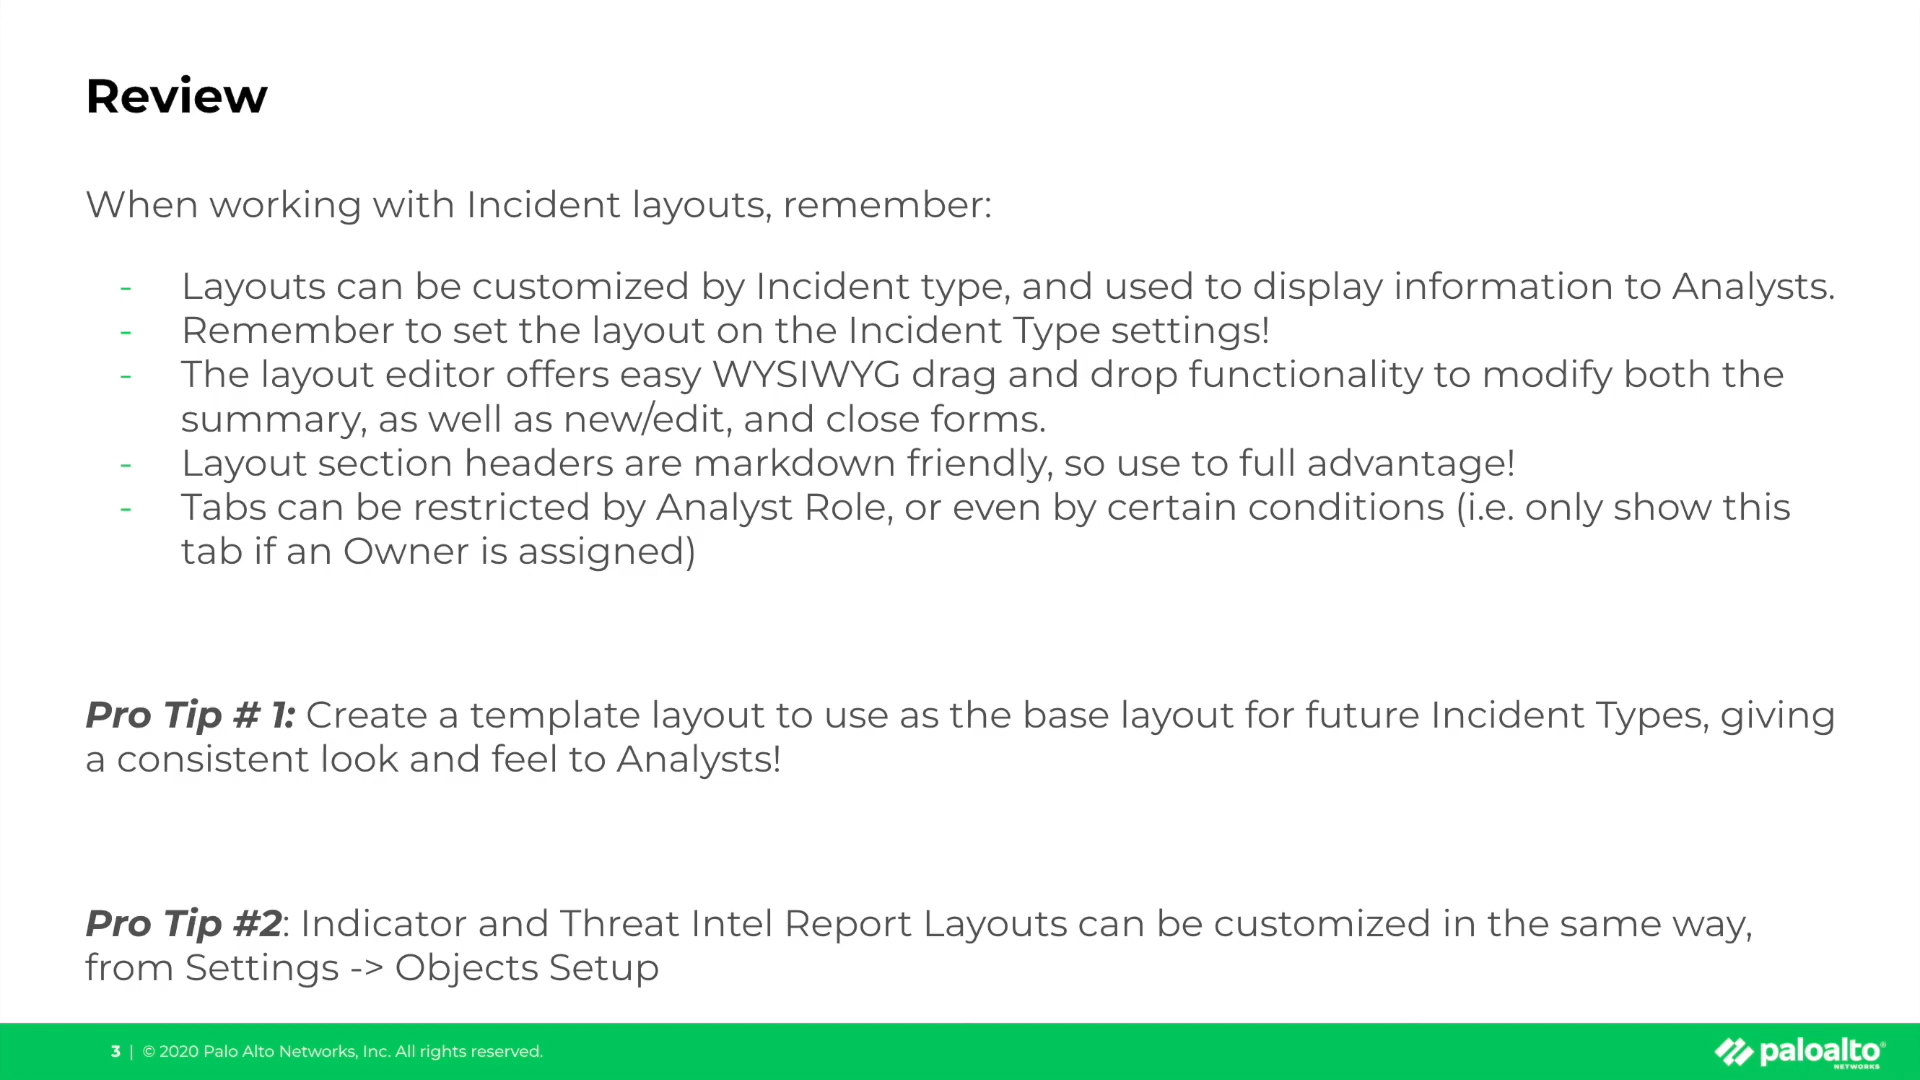 Review
When working with Incident layouts, remember:
- Layouts can be customized by Incident type, and used to display information to Analysts.
- Remember to set the layout on the Incident Type settings!
- The layout editor offers easy WYSIWYG drag and drop functionality to modify both the
summary, as well as new/edit, and close forms.
- Layout section headers are markdown friendly, so use to full advantage!
- Tabs can be restricted by Analyst Role, or even by certain conditions (i.e. only show this
tab if an Owner is assigned)
Pro Tip # 1: Create a template layout to use as the base layout for future Incident Types, giving
a consistent look and feel to Analysts!
Pro Tip #2: Indicator and Threat Intel Report Layouts can be customized in the same way,
from Settings -> Objects Setup
3 | © 2020 Palo Alto Networks, Inc. All rights reserved.
paloalto®
NETWORKS